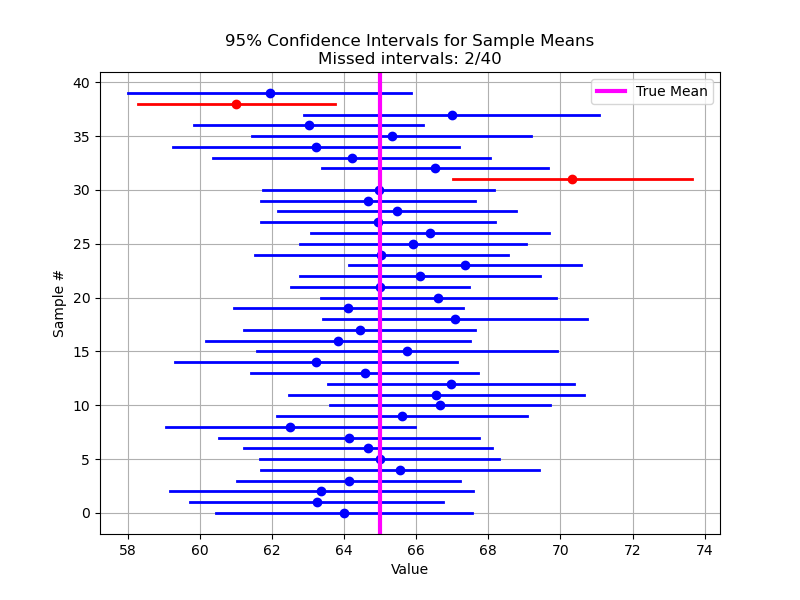 95% Confidence Intervals for Sample Means
Missed intervals: 2/40
True Mean
40
35
30
25
20
15
10
5
0
Sample #
58 60 62 64 66 68 70 72 74
Value